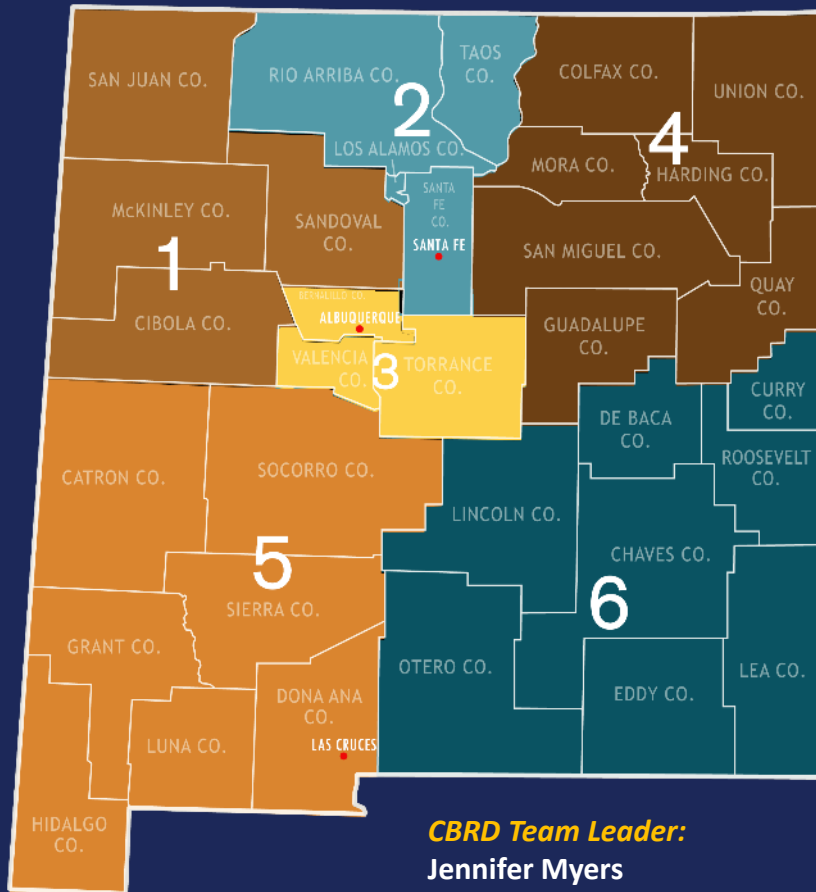 SAN JUAN CO.
RIO ARRIBA CO.
TAOS
CO.
COLFAX CO.
UNION CO.
2
LOS ALAMOS CO.
MORA CO.
4
HARDING CO.
McKINLEY CO.
1
SANDOVAL
CO.
SANTA
FE
CO.
SANTA FE
SAN MIGUEL CO.
QUAY
CO.
CIBOLA CO.
BERNALILLO CO.
ALBUQUERQUE
VALENCIA
CO.
3
TORRANCE
CO.
GUADALUPE
CO.
CURRY
CO.
DE BACA
CO.
ROOSEVELT
CO.
CATRON CO.
SOCORRO CO.
LINCOLN CO.
CHAVES CO.
5
6
SIERRA CO.
GRANT CO.
OTERO CO.
EDDY CO.
LEA CO.
DONA ANA
CO.
LUNA CO.
LAS CRUCES
HIDALGO
CO.
CBRD Team Leader:
Jennifer Myers